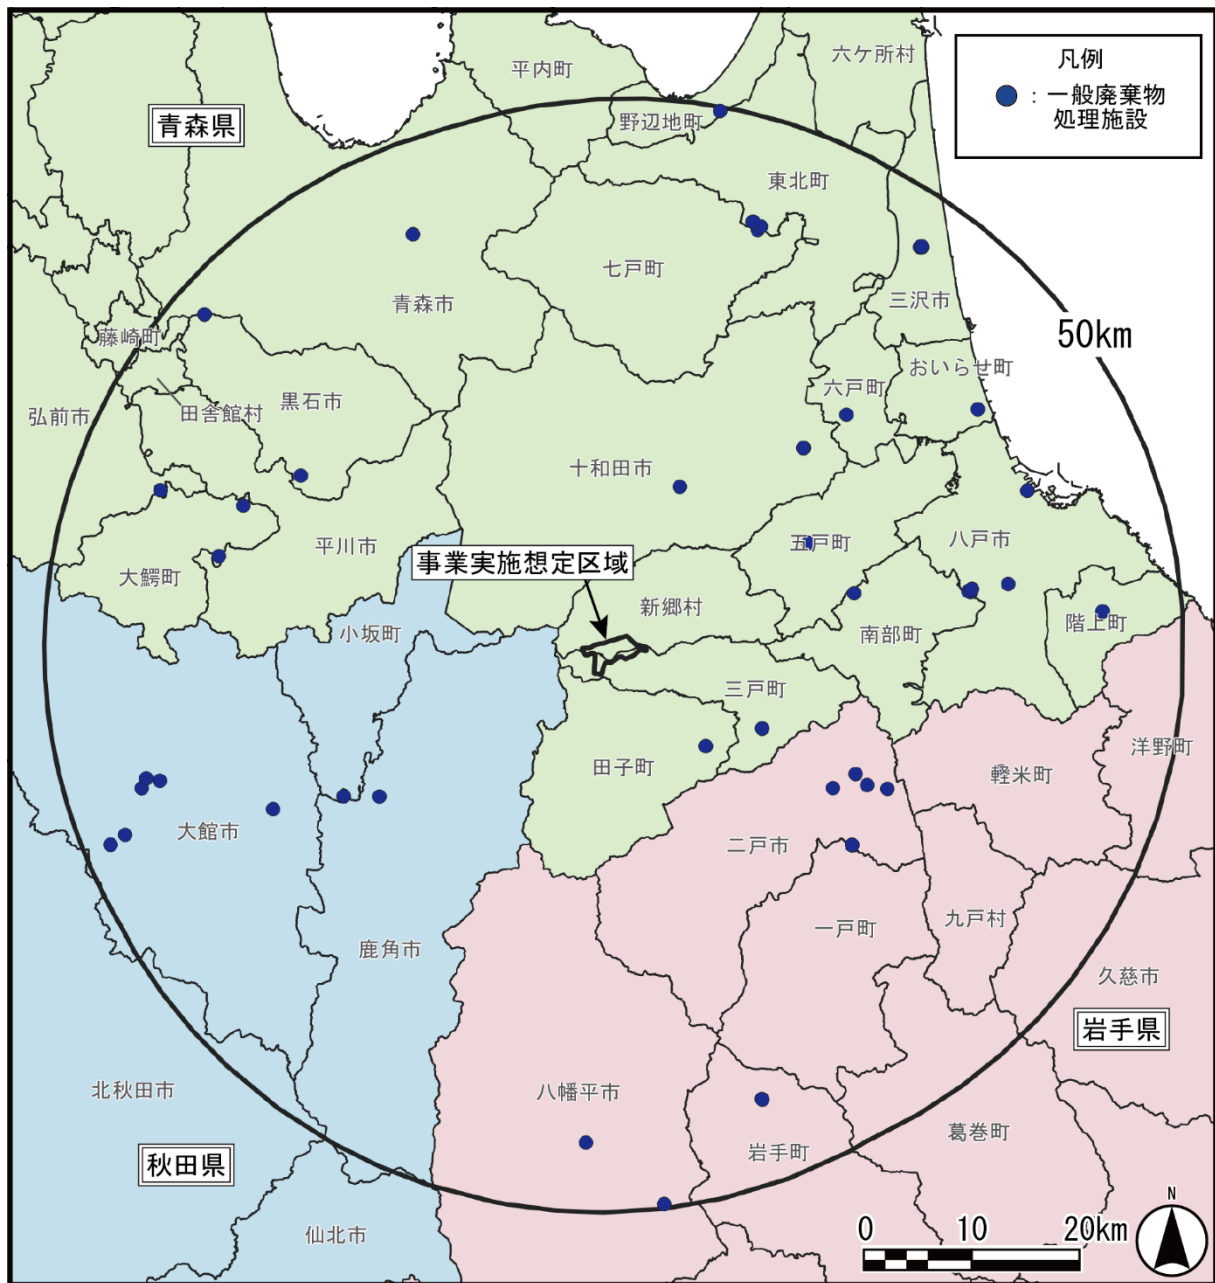 六ケ所村
平内町
凡例
：一般廃棄物
処理施設
青森県
野辺地町
東北町
七戸町
三沢市
青森市
50km
藤崎町
おいらせ町
六戸町
黒石市
田舎館村
弘前市
十和田市
五戸町
八戸市
平川市
事業実施想定区域
大鰐町
新郷村
階上町
小坂町
南部町
三戸町
洋野町
田子町
軽米町
大館市
二戸市
九戸村
一戸町
鹿角市
久慈市
岩手県
北秋田市
八幡平市
葛巻町
岩手町
秋田県
仙北市
N
0 10 20km